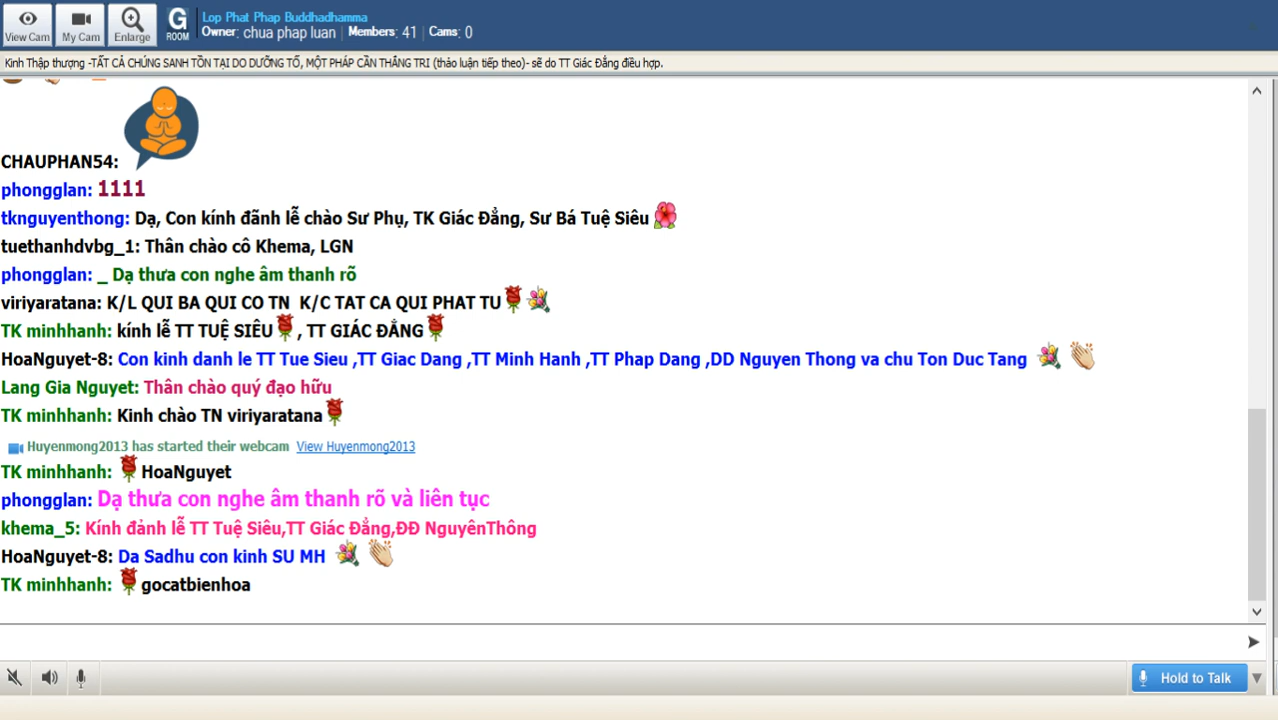 View Cam
My Cam
Enlarge
G
ROOM
Lop Phat Phap Buddhadhamma
Owner: chua phap luan | Members: 41 | Cams: 0
Kinh Thập thượng -TẤT CẢ CHÚNG SANH TỒN TẠI DO DƯỠNG TỐ, MỘT PHÁP CẦN THẮNG TRI (thảo luận tiếp theo)- sẽ do TT Giác Đẳng điều hợp.
CHAUPHAN54:
phongglan: 1111
tknguyenthong: Dạ, Con kính đãnh lễ chào Sư Phụ, TK Giác Đẳng, Sư Bá Tuệ Siêu
tuethanhdvbg_1: Thân chào cô Khema, LGN
phongglan: _ Dạ thưa con nghe âm thanh rõ
viriyaratana: K/L QUI BA QUI CO TN K/C TAT CA QUI PHAT TU
TK minhhanh: kính lễ TT TUỆ SIÊU, TT GIÁC ĐẲNG
HoaNguyet-8: Con kinh danh le TT Tue Sieu ,TT Giac Dang ,TT Minh Hanh ,TT Phap Dang ,DD Nguyen Thong va chu Ton Duc Tang
Lang Gia Nguyet: Thân chào quý đạo hữu
TK minhhanh: Kinh chào TN viriyaratana
Huyenmong2013 has started their webcam View Huyenmong2013
TK minhhanh: HoaNguyet
phongglan: Dạ thưa con nghe âm thanh rõ và liên tục
khema_5: Kính đảnh lễ TT Tuệ Siêu,TT Giác Đẳng,ĐĐ NguyênThông
HoaNguyet-8: Da Sadhu con kinh SU MH
TK minhhanh: gocatbienhoa
Hold to Talk